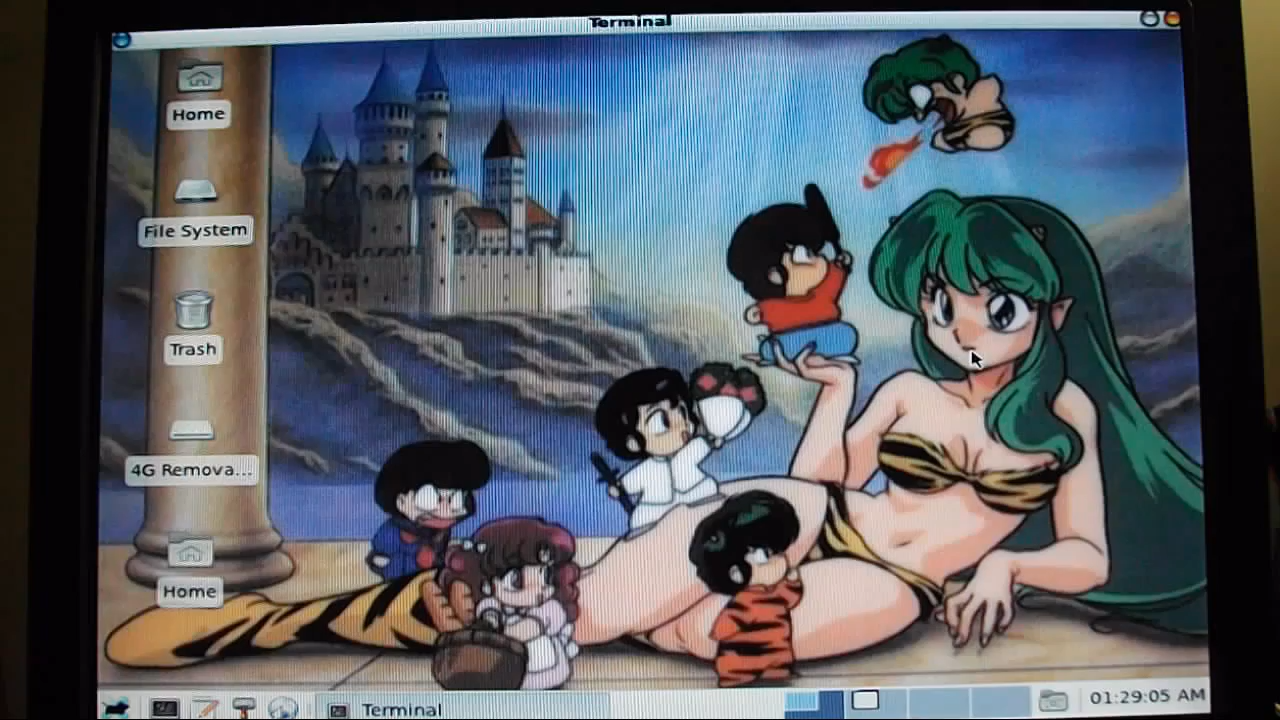 Terminal
Home
File System
Trash
4G Remova...
Home
Terminal
01:29:05 AM